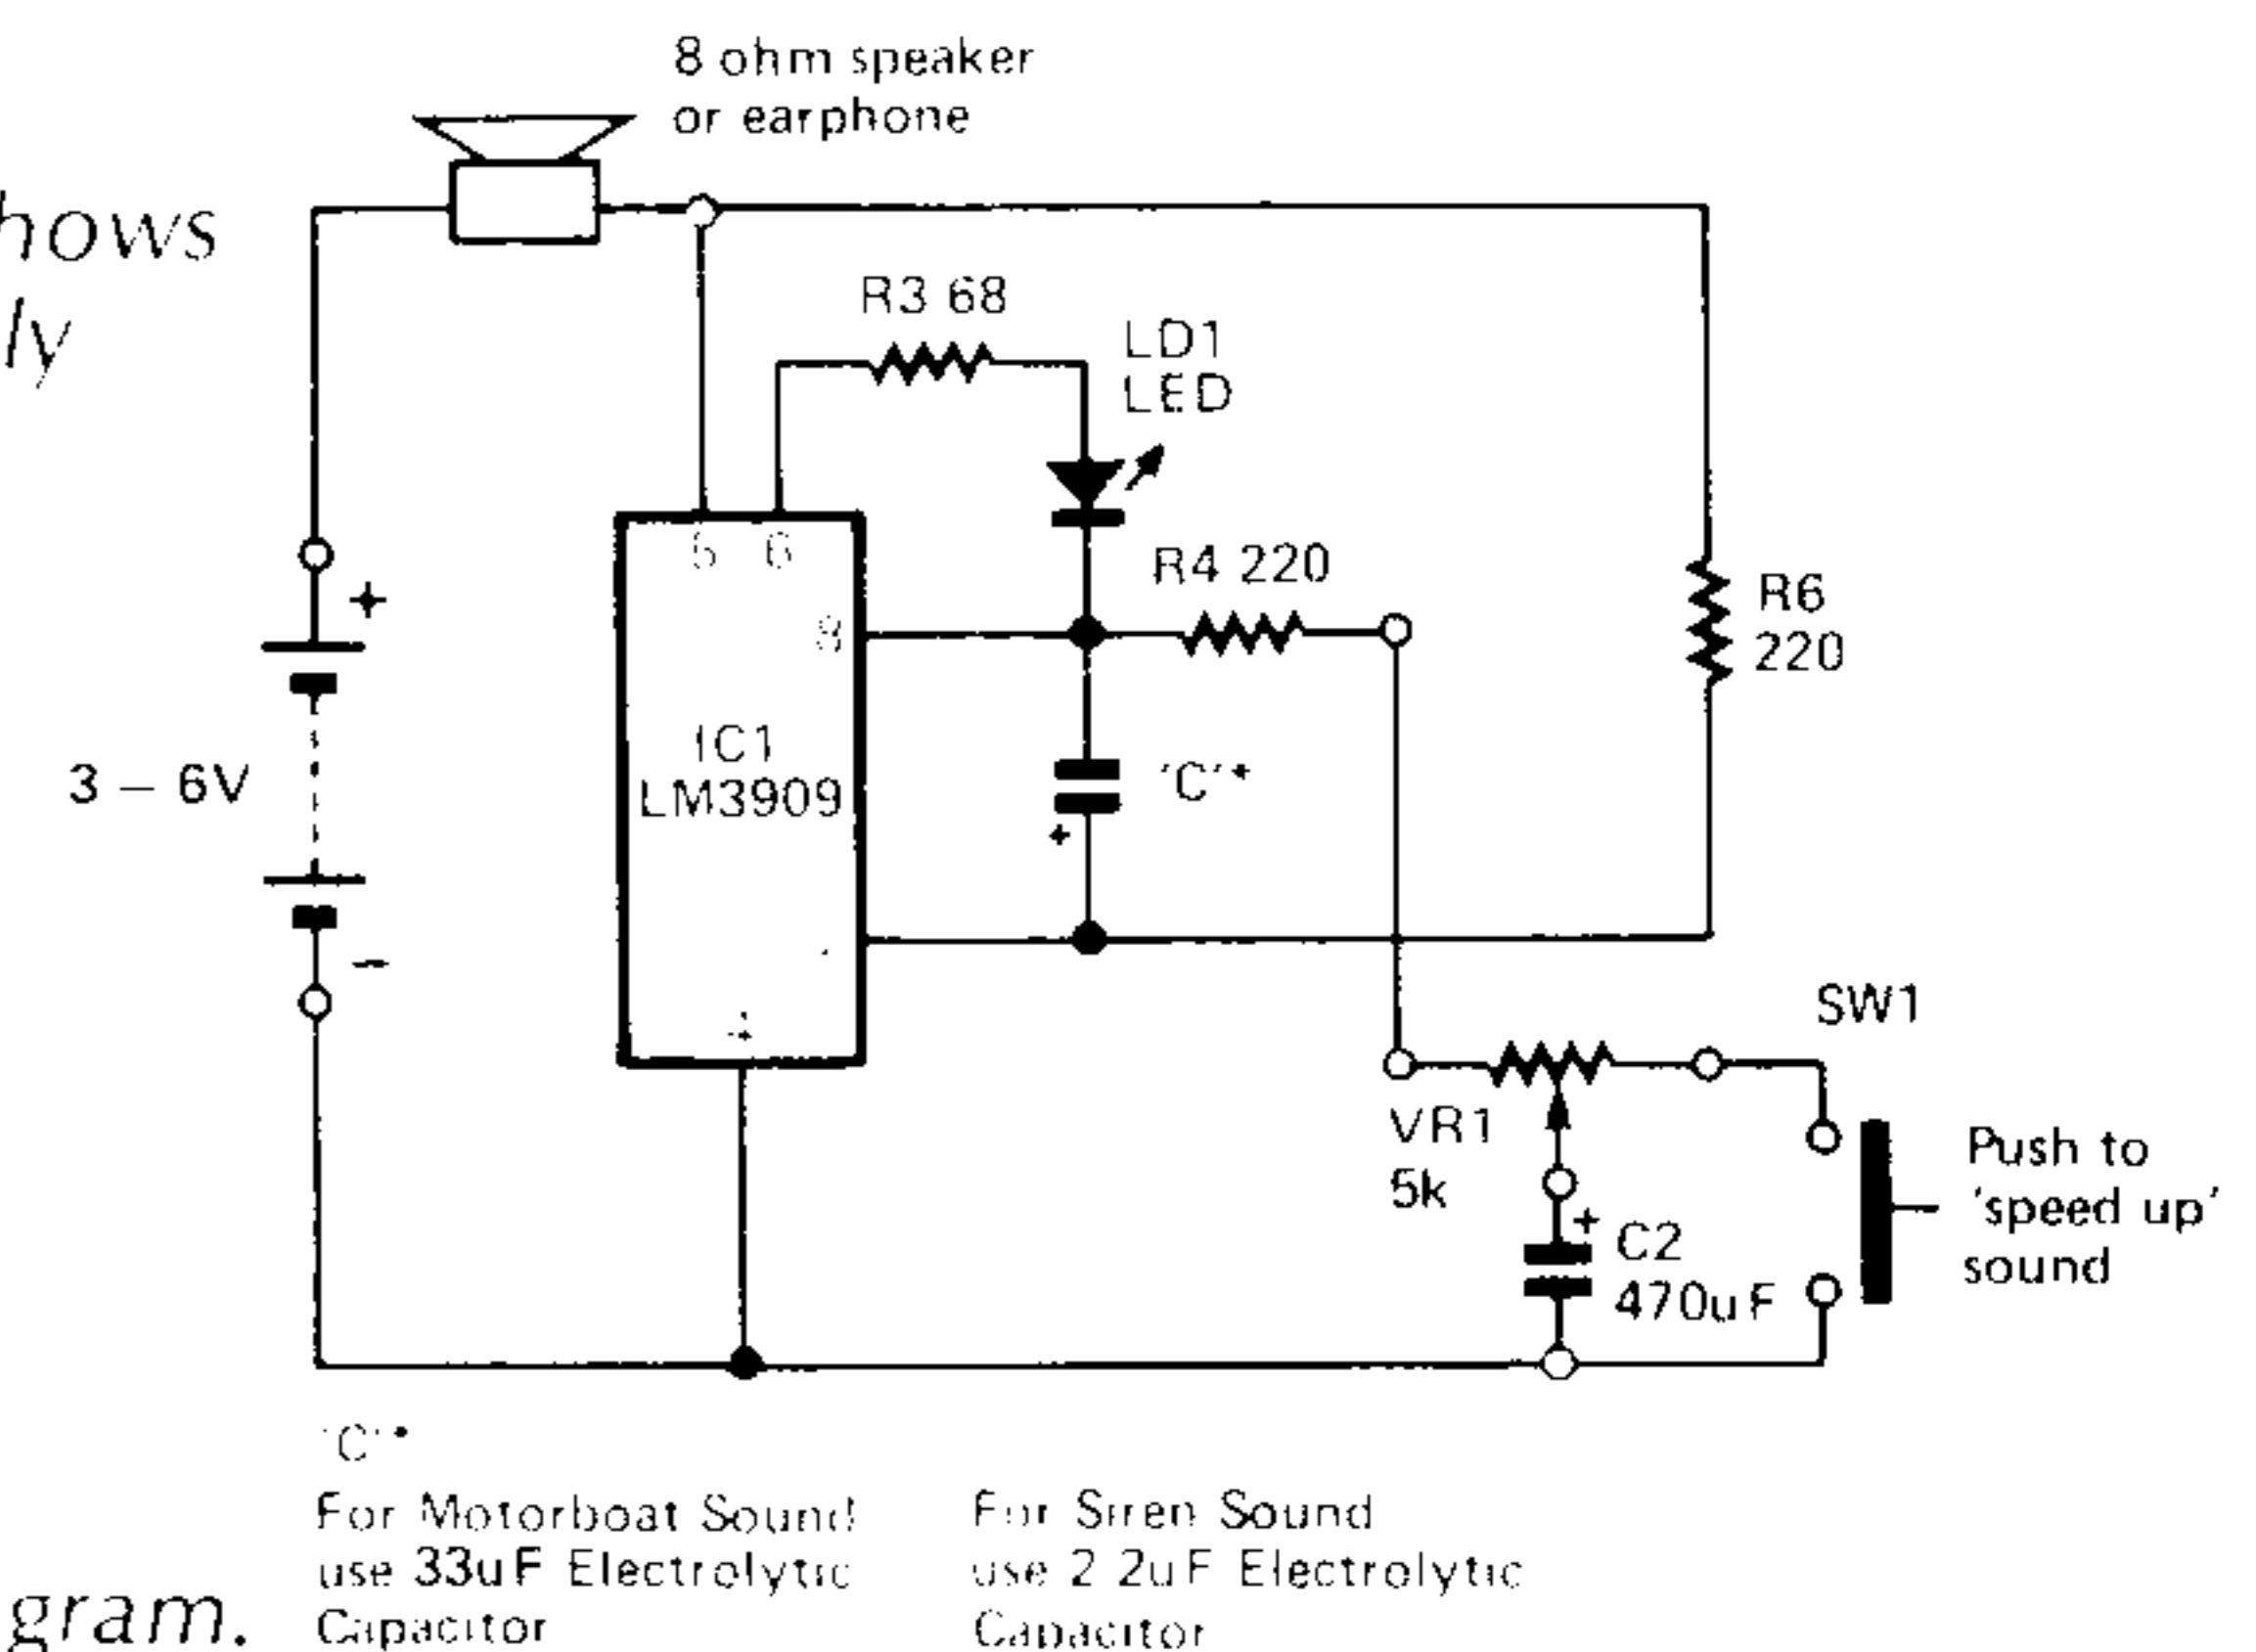 8 ohm speaker
or earphone
hows
ly
R3 68
LD1
LED
5 6
R4 220
8
R6
220
+
IC1
LM3909
3 – 6V
'C'*
+
–
4
SW1
VR1
5k
Push to
'speed up'
sound
+
C2
470uF
'C'*
For Motorboat Sound
use 33uF Electrolytic
Capacitor
For Siren Sound
use 2 2uF Electrolytic
Capacitor
gram.